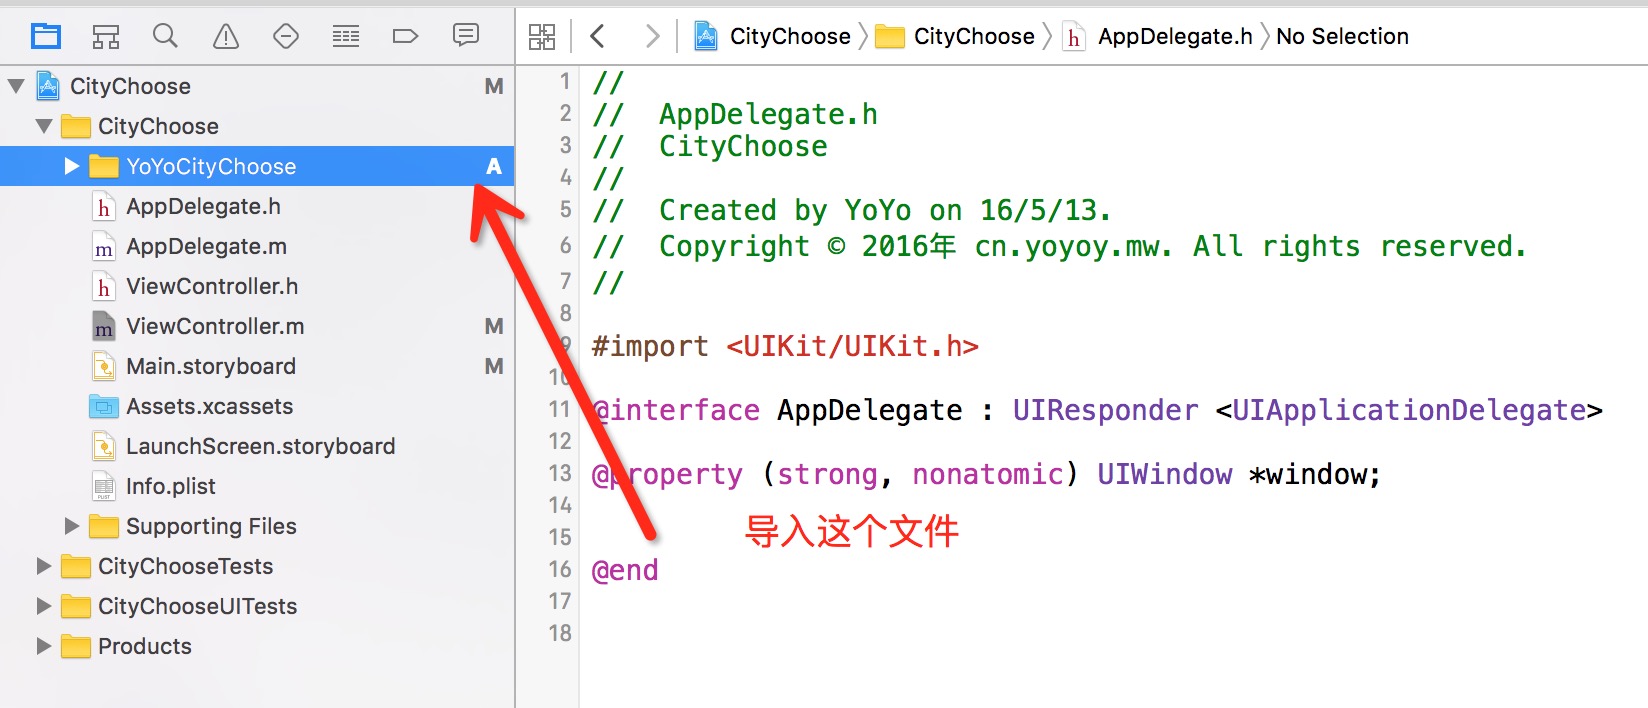 CityChoose
CityChoose
AppDelegate.h
No Selection
CityChoose M
CityChoose
YoYoCityChoose A
AppDelegate.h
AppDelegate.m
ViewController.h
ViewController.m M
Main.storyboard M
Assets.xcassets
LaunchScreen.storyboard
Info.plist
Supporting Files
CityChooseTests
CityChooseUITests
Products
1 //
2 //  AppDelegate.h
3 //  CityChoose
4 //
5 //  Created by YoYo on 16/5/13.
6 //  Copyright © 2016年 cn.yoyoy.mw. All rights reserved.
7 //
8
9 #import <UIKit/UIKit.h>
10
11 @interface AppDelegate : UIResponder <UIApplicationDelegate>
12
13 @property (strong, nonatomic) UIWindow *window;
14
导入这个文件
15
16 @end
17
18